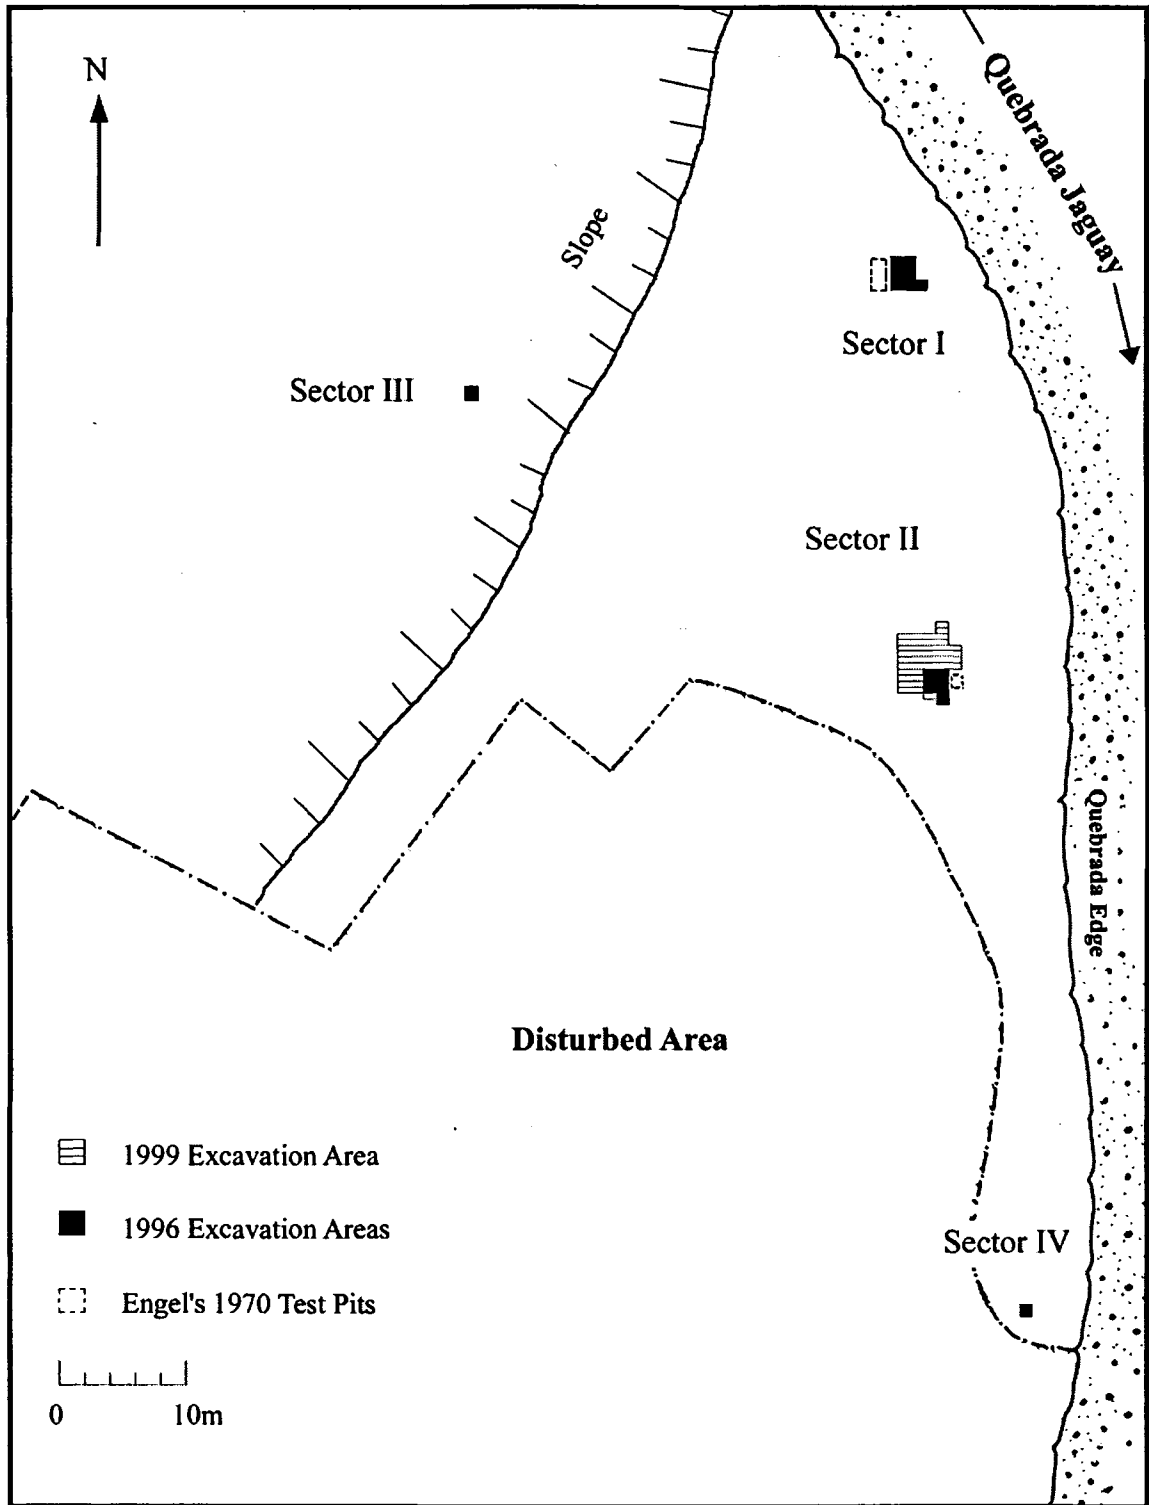 N
Quebrada Jaguay
Slope
Sector I
Sector III
Sector II
Quebrada Edge
Disturbed Area
1999 Excavation Area
1996 Excavation Areas
Sector IV
Engel's 1970 Test Pits
0 10m